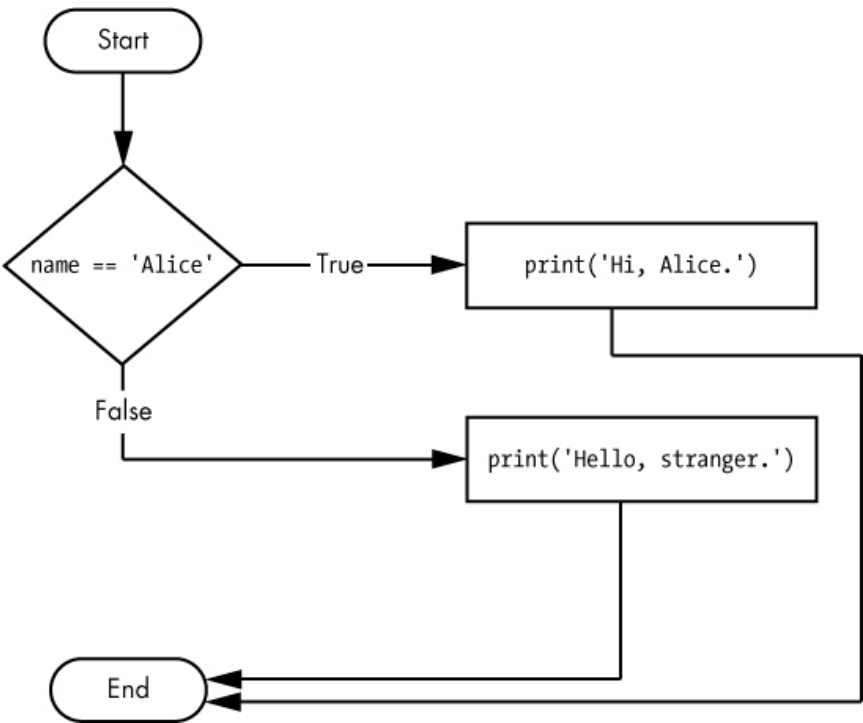 Start
name == 'Alice'
True
print('Hi, Alice.')
False
print('Hello, stranger.')
End